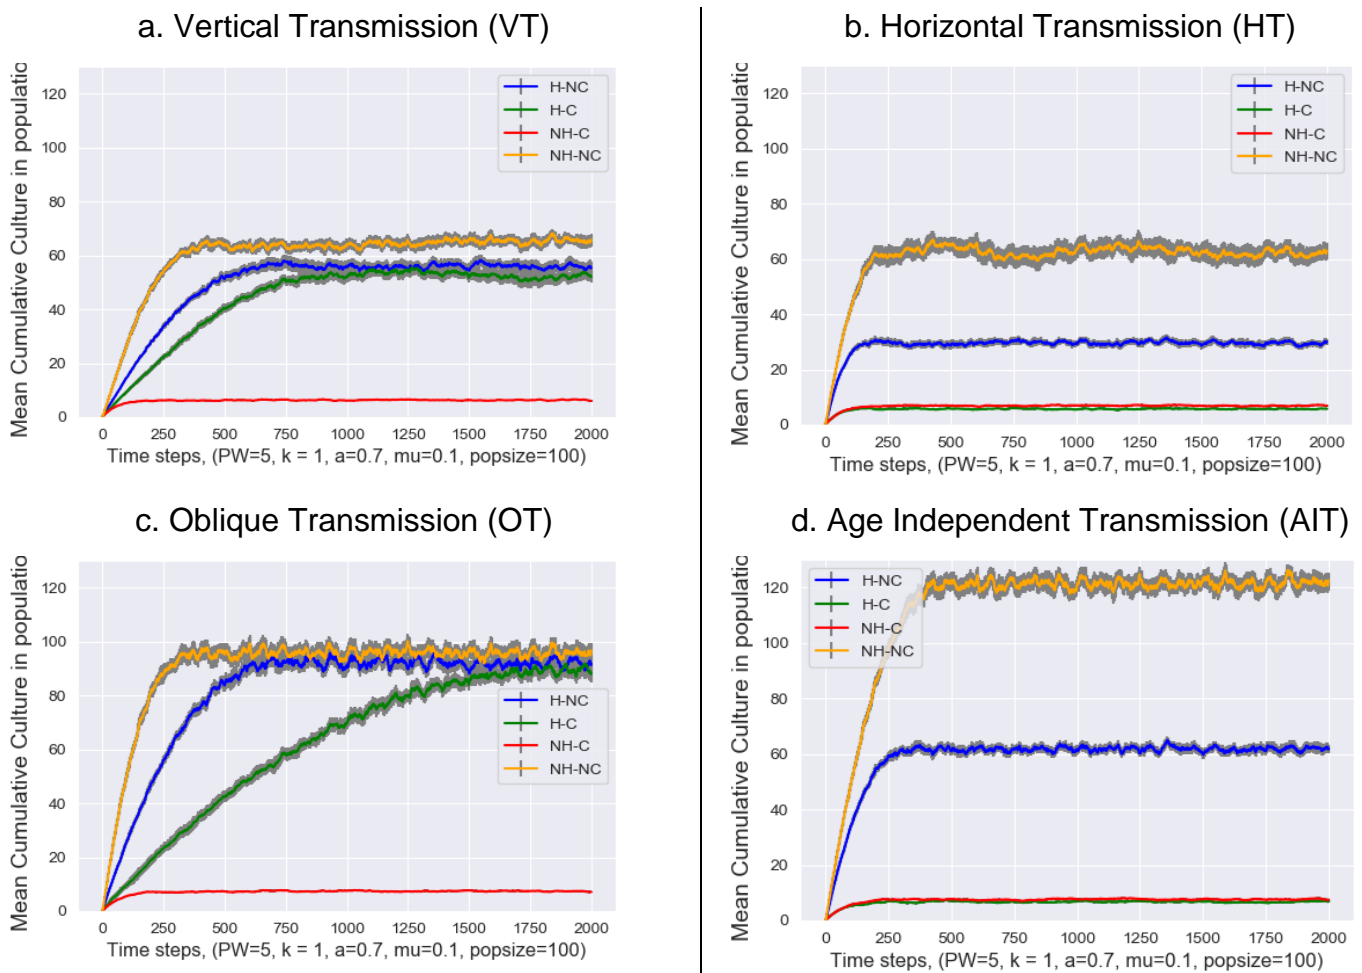 a. Vertical Transmission (VT)
Mean Cumulative Culture in populatio
120
100
80
60
40
20
0
H-NC
H-C
NH-C
NH-NC
0 250 500 750 1000 1250 1500 1750 2000
Time steps, (PW=5, k = 1, a=0.7, mu=0.1, popsize=100)
b. Horizontal Transmission (HT)
Mean Cumulative Culture in populatio
120
100
80
60
40
20
0
H-NC
H-C
NH-C
NH-NC
0 250 500 750 1000 1250 1500 1750 2000
Time steps, (PW=5, k = 1, a=0.7, mu=0.1, popsize=100)
c. Oblique Transmission (OT)
Mean Cumulative Culture in populatio
120
100
80
60
40
20
0
H-NC
H-C
NH-C
NH-NC
0 250 500 750 1000 1250 1500 1750 2000
Time steps, (PW=5, k = 1, a=0.7, mu=0.1, popsize=100)
d. Age Independent Transmission (AIT)
Mean Cumulative Culture in populatio
120
100
80
60
40
20
0
H-NC
H-C
NH-C
NH-NC
0 250 500 750 1000 1250 1500 1750 2000
Time steps, (PW=5, k = 1, a=0.7, mu=0.1, popsize=100)